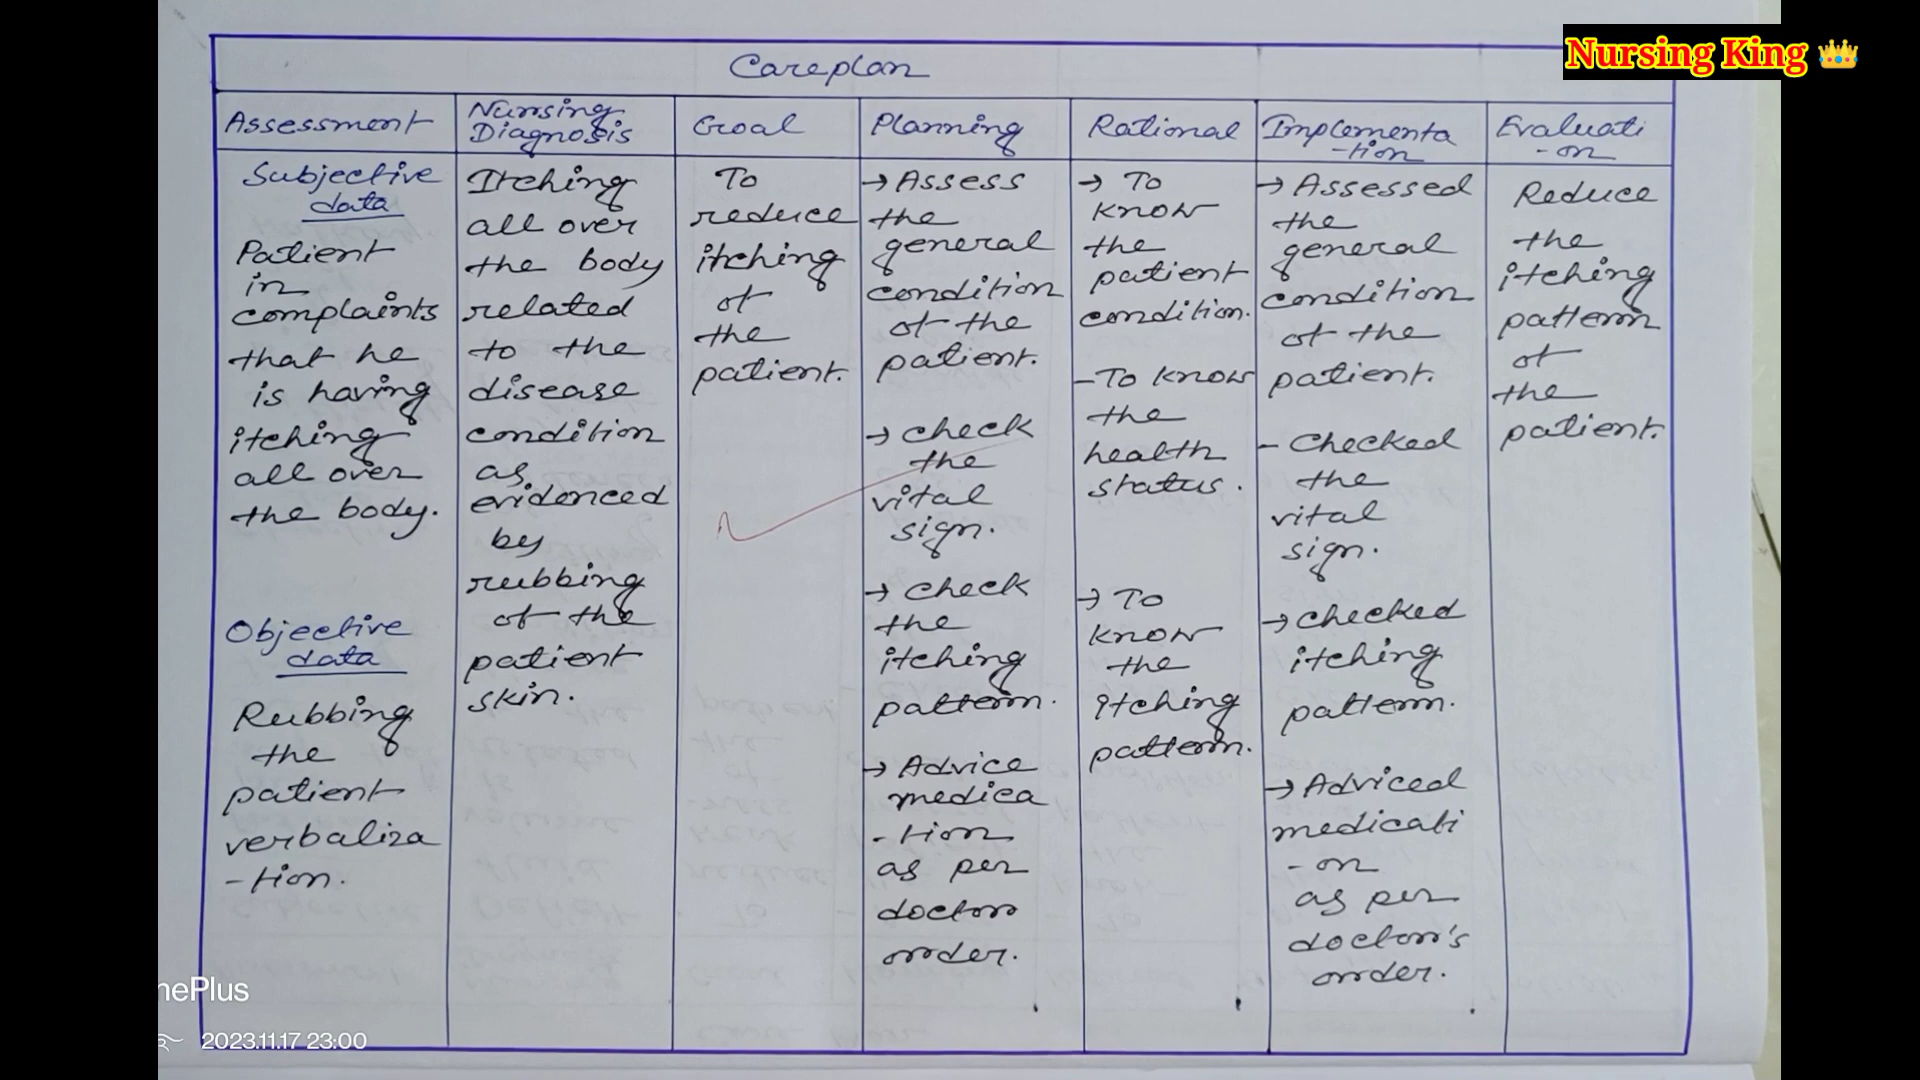 Nursing King
Careplan
Assessment
Nursing
Diagnosis
Goal
Planning
Rational
Implementa
-tion
Evaluati
-on
Subjective
data
Patient
in
complaints
that he
is having
itching
all over
the body.
Objective
data
Rubbing
the
patient
verbaliza
-tion.
Itching
all over
the body
related
to the
disease
condition
as
evidenced
by
rubbing
of the
patient
skin.
To
reduce
itching
of
the
patient.
→ Assess
the
general
condition
of the
patient.
→ check
the
vital
sign.
→ check
the
itching
pattern.
→ Advice
medica
-tion
as per
doctor
order.
→ To
know
the
patient
condition.
- To know
the
health
status.
→ To
know
the
itching
pattern.
→ Assessed
the
general
condition
of the
patient.
- Checked
the
vital
sign.
→ checked
itching
pattern.
→ Adviced
medicati
-on
as per
doctor's
order.
Reduce
the
itching
pattern
of
the
patient.
nePlus
2023.11.17 23:00